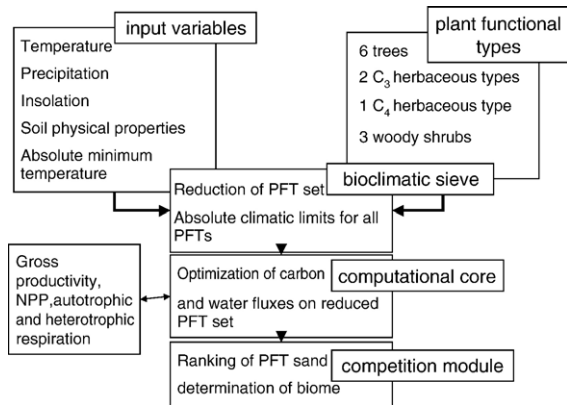 input variables
Temperature
Precipitation
Insolation
Soil physical properties
Absolute minimum
temperature
plant functional
types
6 trees
2 C₃ herbaceous types
1 C₄ herbaceous type
3 woody shrubs
bioclimatic sieve
Reduction of PFT set
Absolute climatic limits for all
PFTs
Gross
productivity,
NPP,autotrophic
and heterotrophic
respiration
computational core
Optimization of carbon
and water fluxes on reduced
PFT set
competition module
Ranking of PFT sand
determination of biome